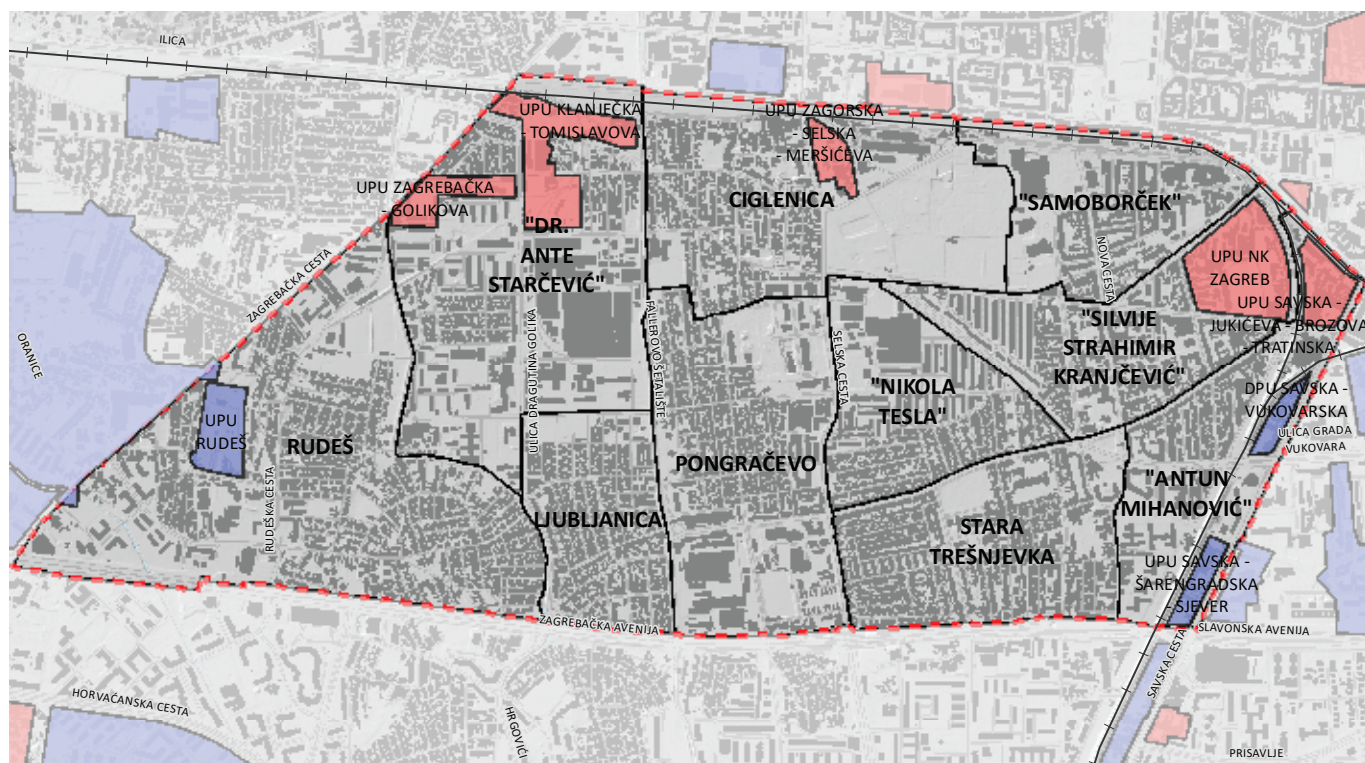 ILICA
UPU KLANJEČKA
- TOMISLAVOVA
UPU ZAGORSKA
- SELSKA
- MERŠIĆEVA
UPU ZAGREBAČKA
- GOLIKOVA
CIGLENICA
"SAMOBORČEK"
"DR.
ANTE
STARČEVIĆ"
NOVA CESTA
UPU NK
ZAGREB
UPU SAVSKA -
JUKIĆEVA - BROZOVA
- TRATINSKA
ZAGREBAČKA CESTA
ORANICE
ULICA DRAGUTINA GOLIKA
FALLEROVO ŠETALIŠTE
SELSKA CESTA
"SILVIJE
STRAHIMIR
KRANJČEVIĆ"
"NIKOLA
TESLA"
DPU SAVSKA -
VUKOVARSKA
ULICA GRADA
VUKOVARA
UPU
RUDEŠ
RUDEŠ
RUDEŠKA CESTA
PONGRAČEVO
"ANTUN
MIHANOVIĆ"
LJUBLJANICA
STARA
TREŠNJEVKA
UPU SAVSKA -
ŠARENGRADSKA
- SJEVER
ZAGREBAČKA AVENIJA
SLAVONSKA AVENIJA
SAVSKA CESTA
HORVAĆANSKA CESTA
HRGOVIĆI
PRISAVLJE